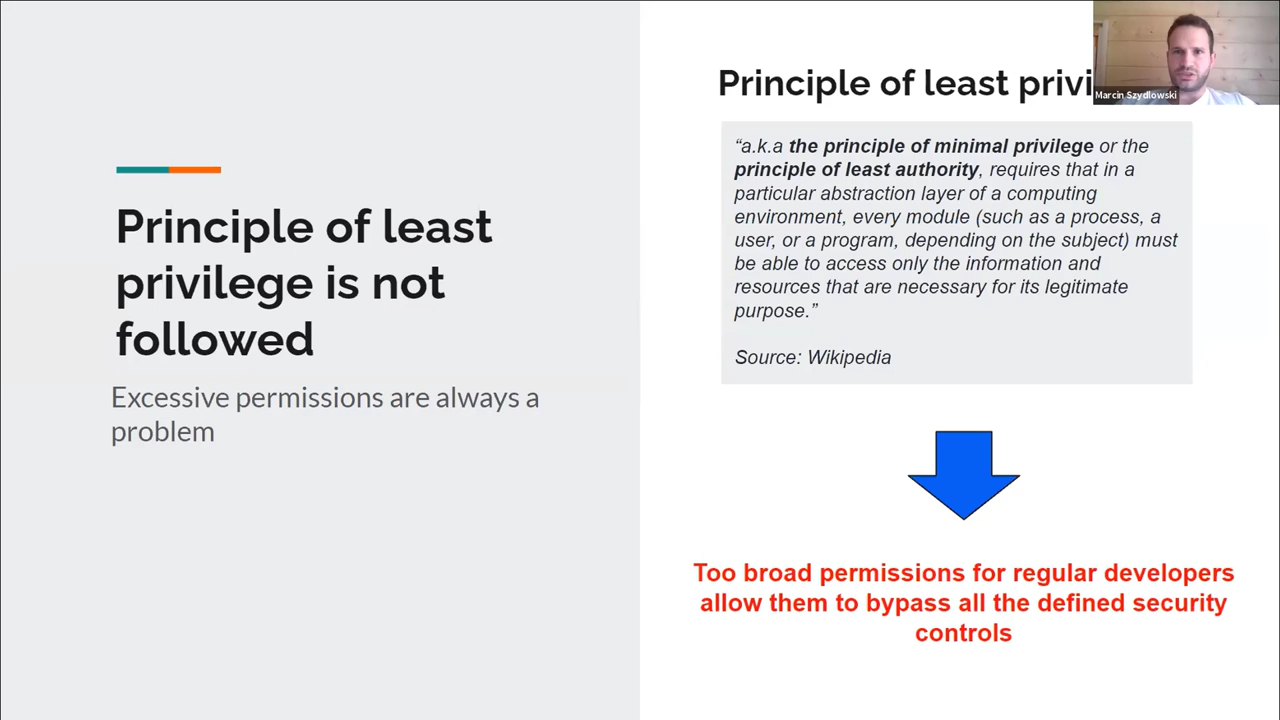 Principle of least
privilege is not
followed
Excessive permissions are always a
problem
Principle of least
Marcin Szydlowski
“a.k.a the principle of minimal privilege or the
principle of least authority, requires that in a
particular abstraction layer of a computing
environment, every module (such as a process, a
user, or a program, depending on the subject) must
be able to access only the information and
resources that are necessary for its legitimate
purpose.”
Source: Wikipedia
Too broad permissions for regular developers
allow them to bypass all the defined security
controls